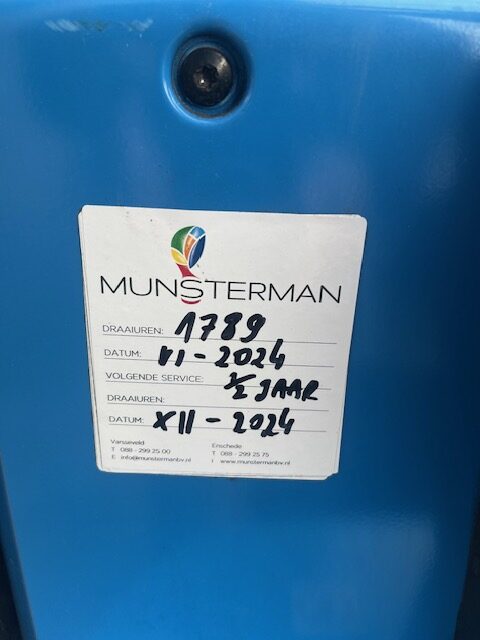 MUNSTERMAN
DRAAIUREN: 1789
DATUM: VI - 2024
VOLGENDE SERVICE: 1/2 JAAR
DRAAIUREN:
DATUM: XII - 2024
Varsseveld
T 088 - 299 25 00
E info@munstermanbv.nl
Enschede
T 088 - 299 25 75
I www.munstermanbv.nl